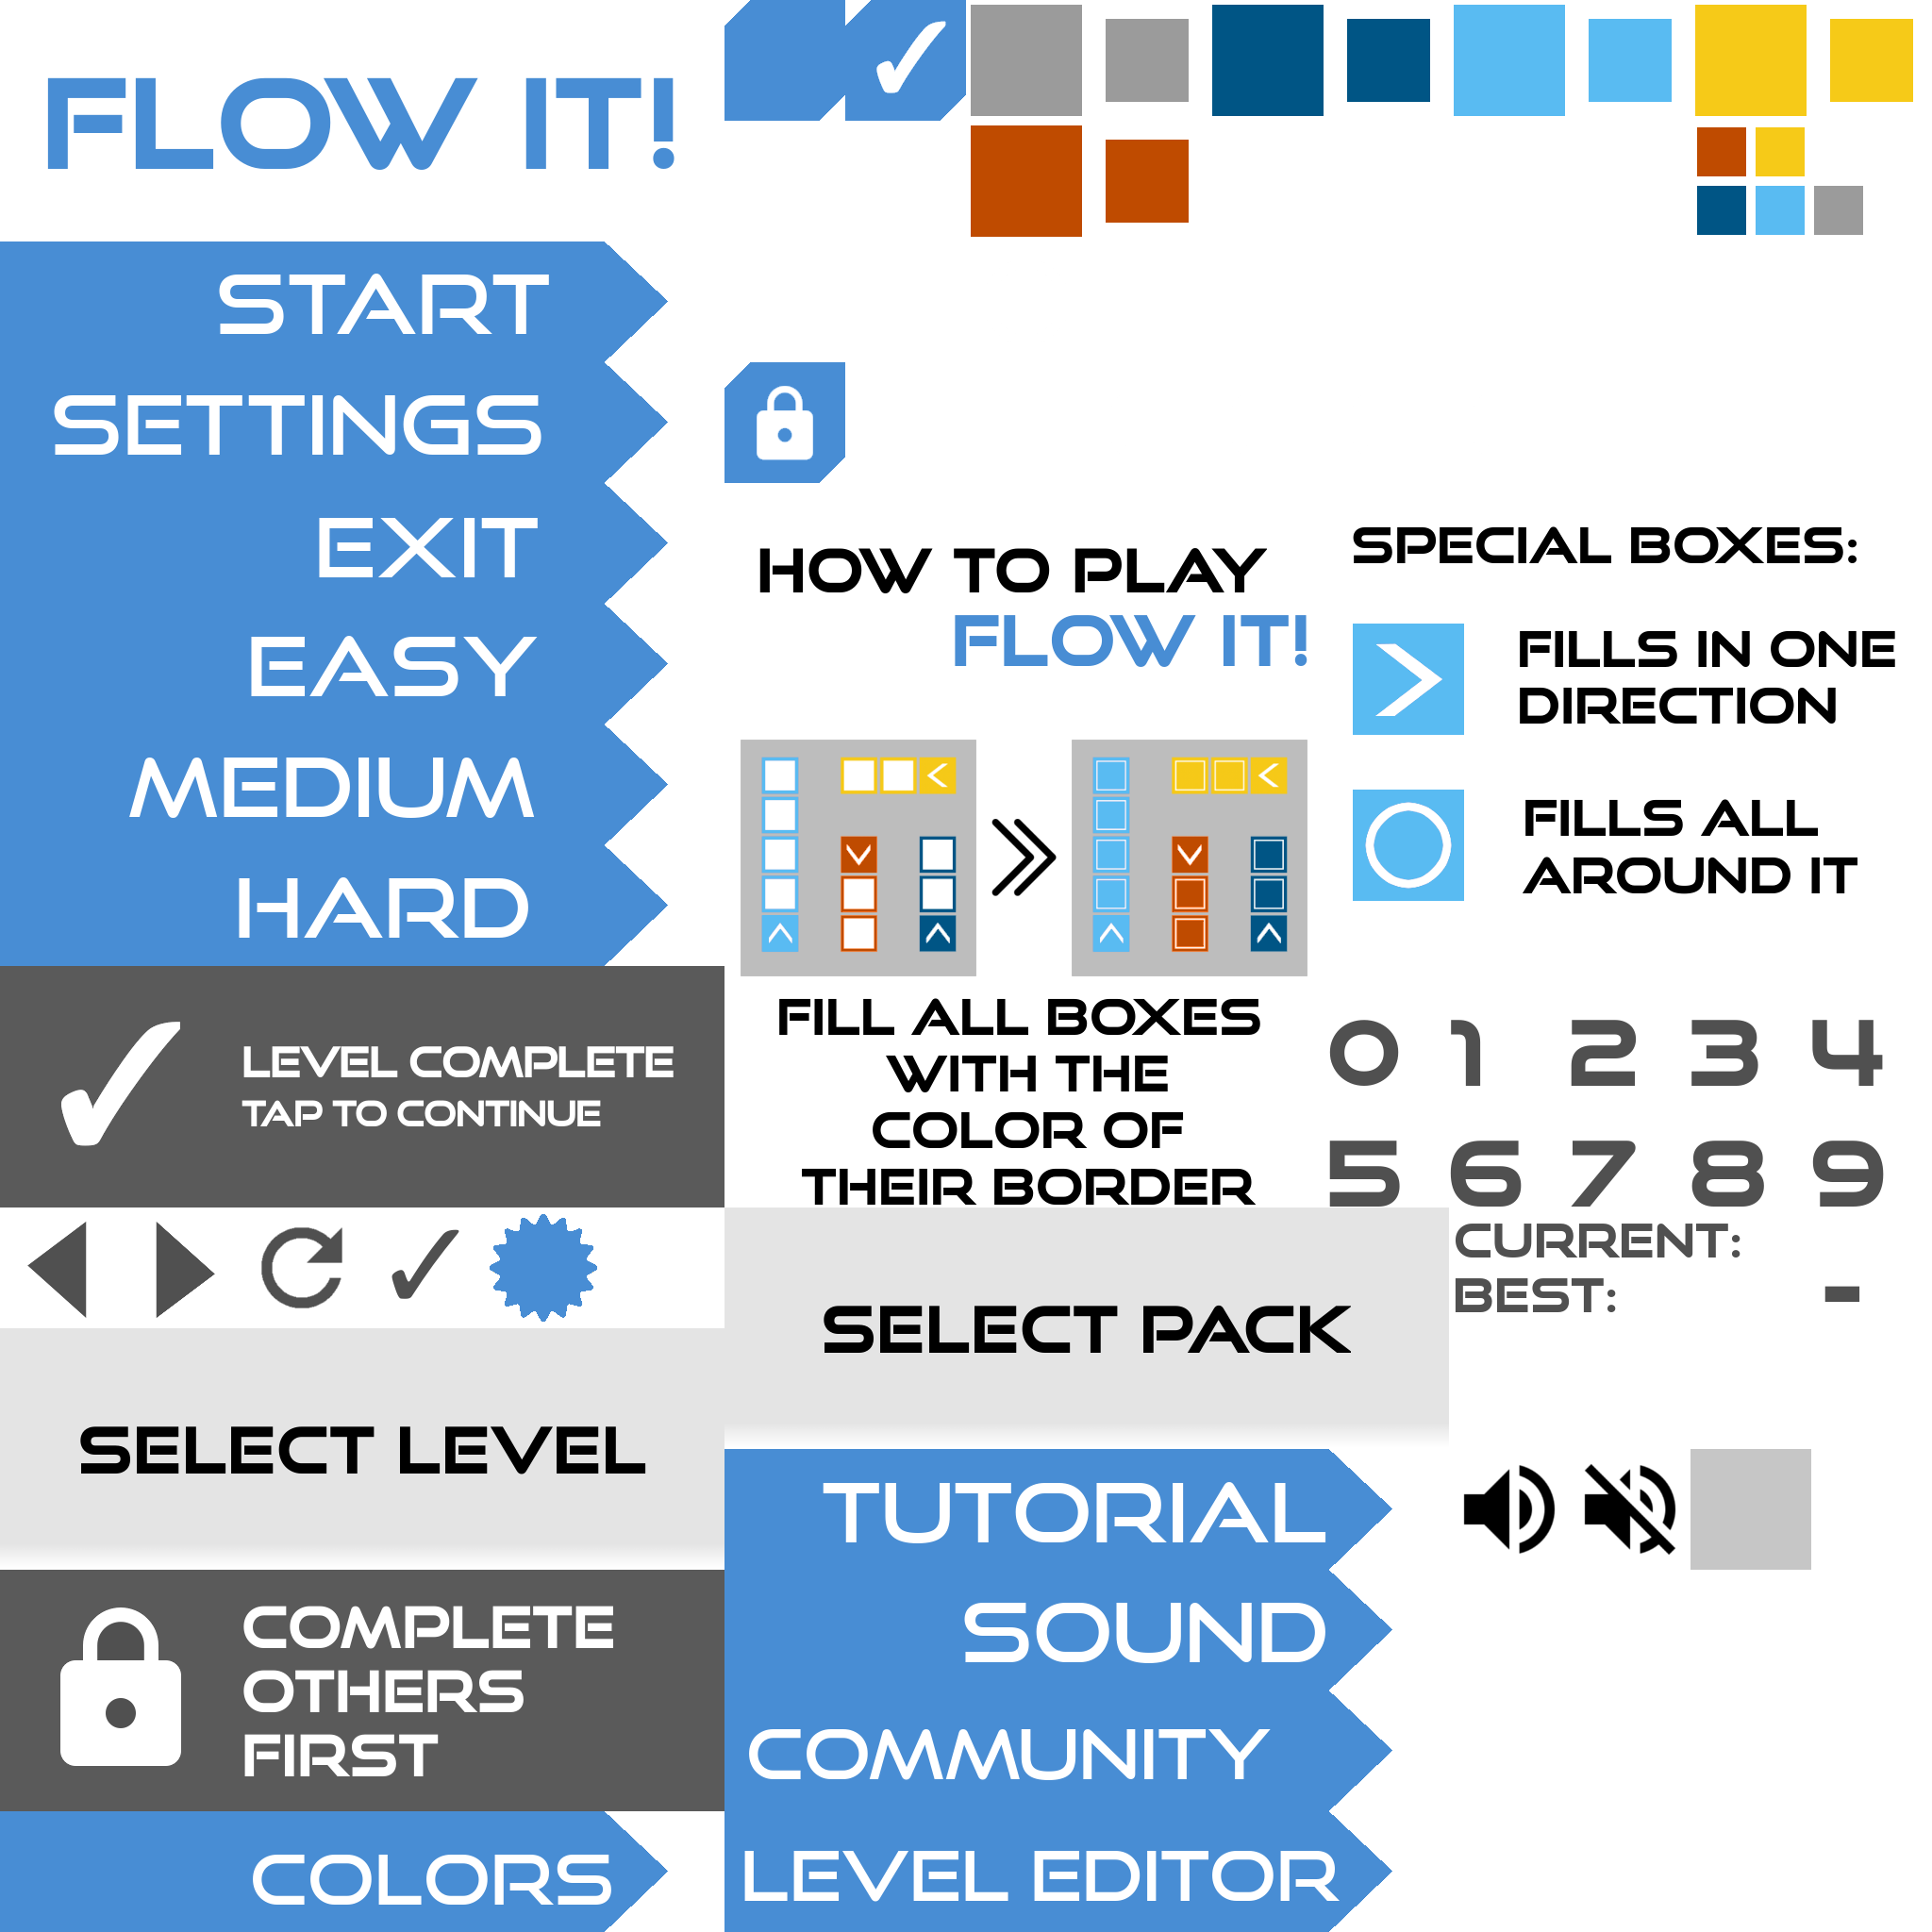 FLOW IT!
START
SETTINGS
EXIT
EASY
MEDIUM
HARD
LEVEL COMPLETE
TAP TO CONTINUE
SELECT LEVEL
COMPLETE
OTHERS
FIRST
COLORS
HOW TO PLAY
FLOW IT!
FILL ALL BOXES
WITH THE
COLOR OF
THEIR BORDER
SPECIAL BOXES:
FILLS IN ONE
DIRECTION
FILLS ALL
AROUND IT
0 1 2 3 4
5 6 7 8 9
CURRENT:
BEST: -
SELECT PACK
TUTORIAL
SOUND
COMMUNITY
LEVEL EDITOR